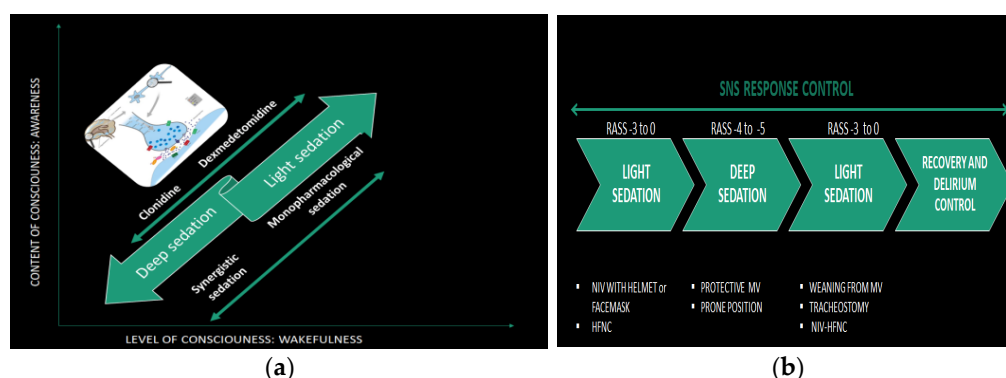 CONTENT OF CONSCIOUNESS: AWARENESS
Clonidine
Dexmedetomidine
Deep sedation
Light sedation
Synergistic
sedation
Monopharmacological
sedation
LEVEL OF CONSCIOUNESS: WAKEFULNESS
(a)
SNS RESPONSE CONTROL
RASS -3 to 0
RASS -4 to -5
RASS -3 to 0
LIGHT
SEDATION
DEEP
SEDATION
LIGHT
SEDATION
RECOVERY AND
DELIRIUM
CONTROL
▪ NIV WITH HELMET or
FACEMASK
▪ HFNC
▪ PROTECTIVE MV
▪ PRONE POSITION
▪ WEANING FROM MV
▪ TRACHEOSTOMY
▪ NIV-HFNC
(b)